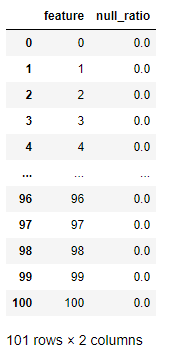 feature null_ratio
0 0 0.0
1 1 0.0
2 2 0.0
3 3 0.0
4 4 0.0
... ... ...
96 96 0.0
97 97 0.0
98 98 0.0
99 99 0.0
100 100 0.0
101 rows × 2 columns